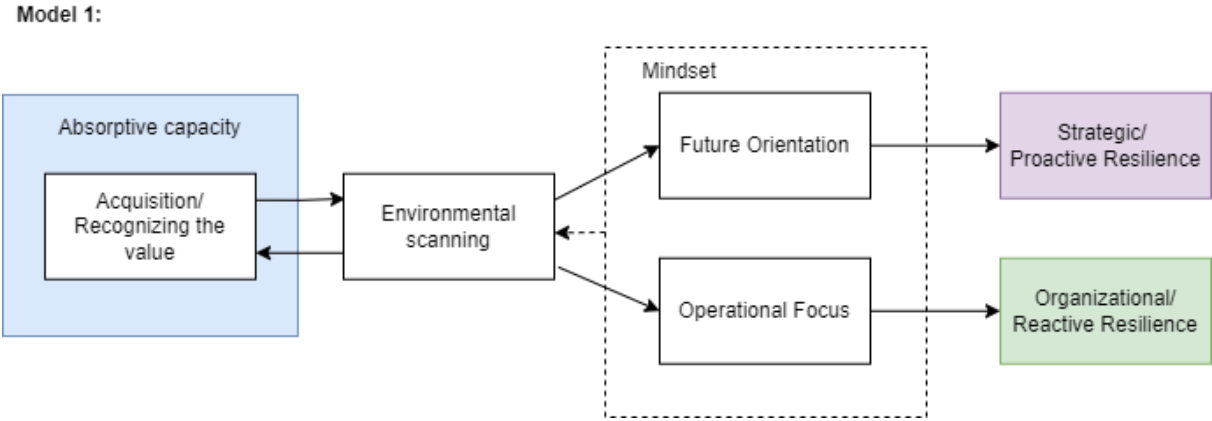 Model 1:
Mindset
Absorptive capacity
Acquisition/
Recognizing the
value
Environmental
scanning
Future Orientation
Operational Focus
Strategic/
Proactive Resilience
Organizational/
Reactive Resilience